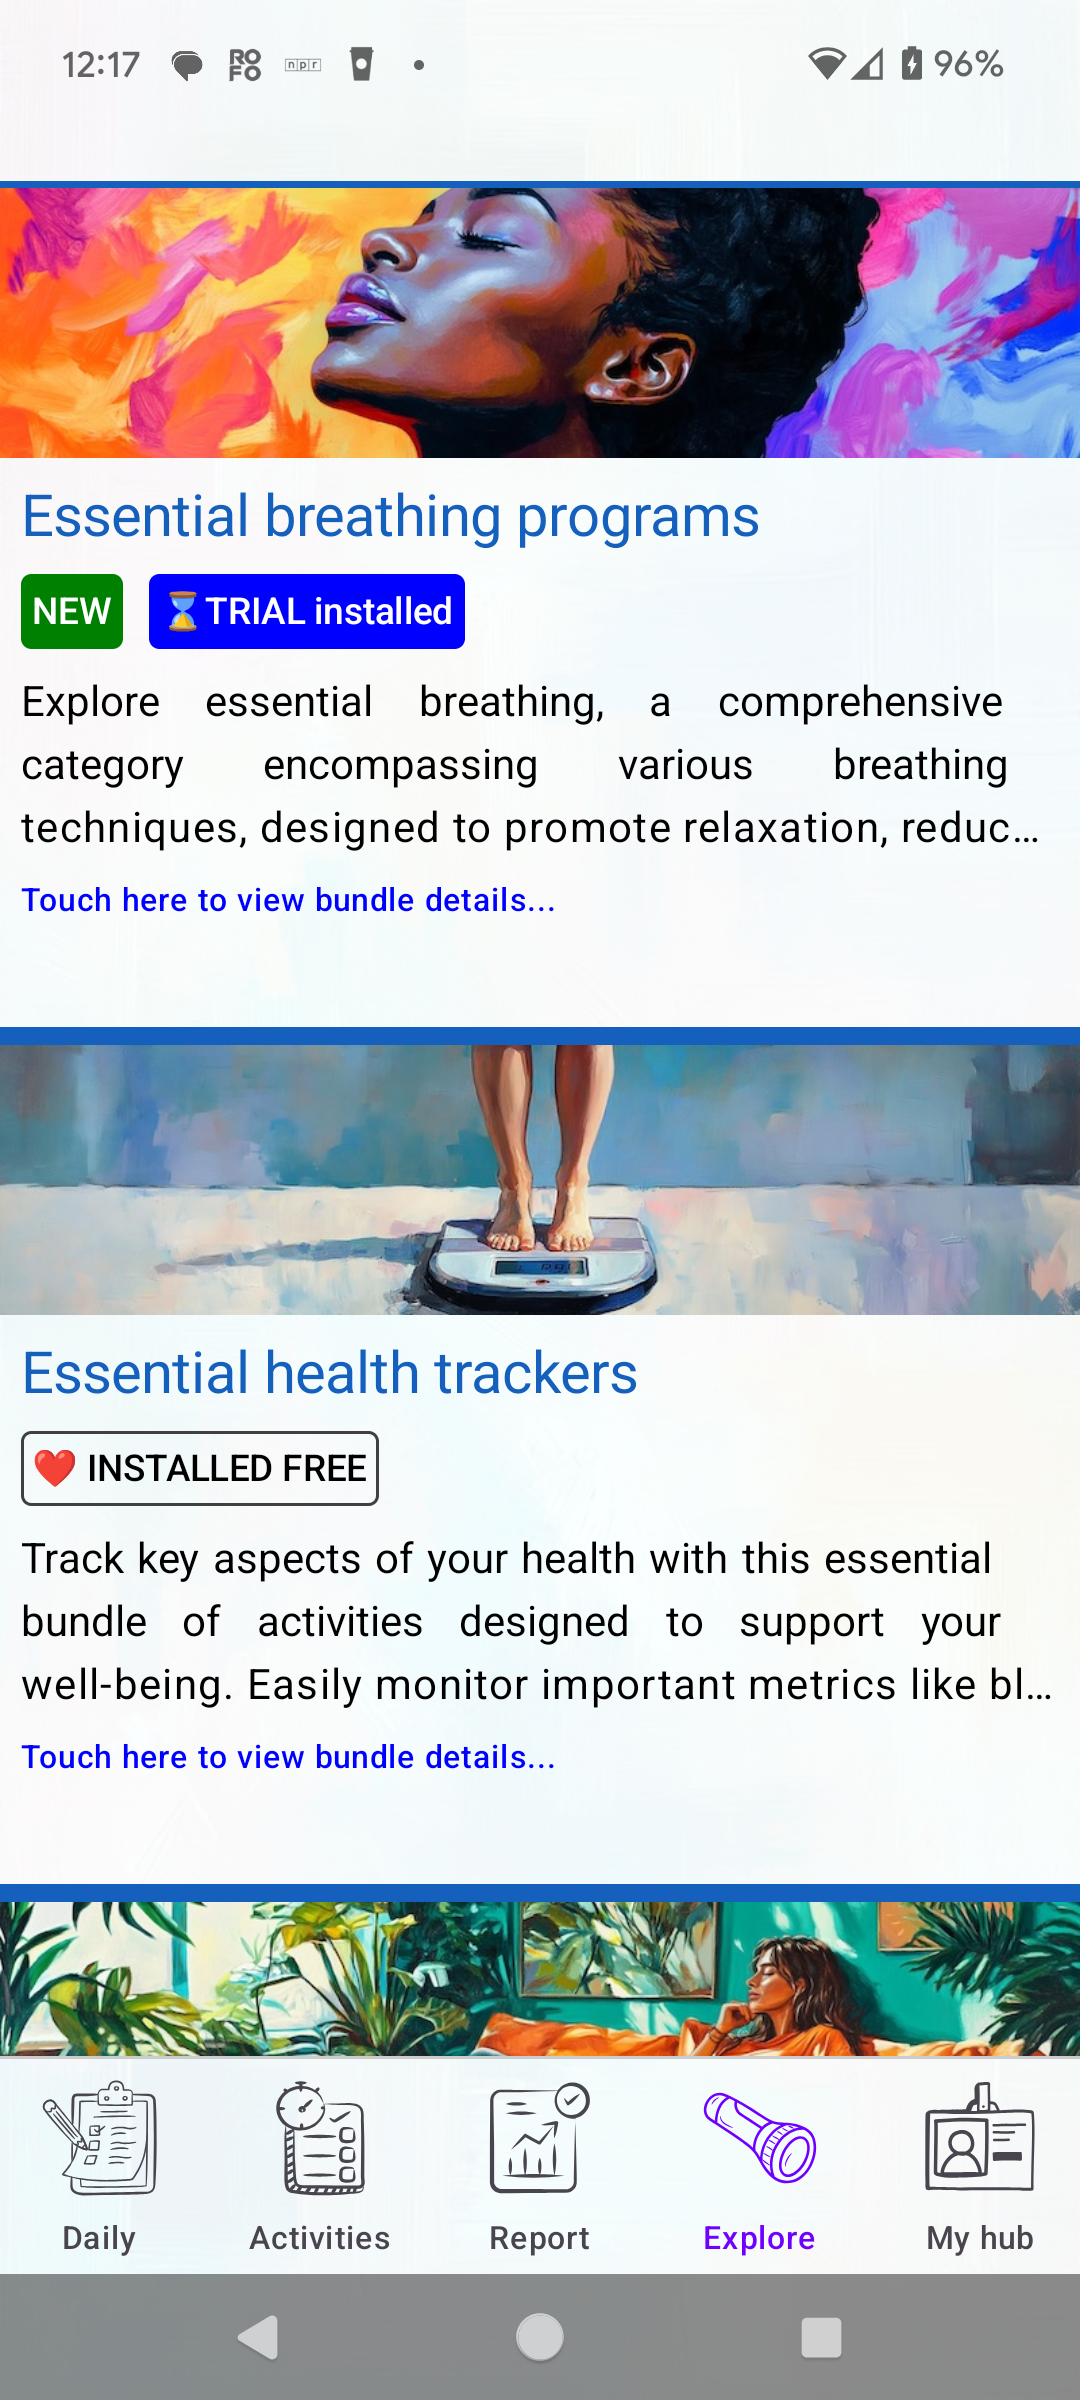 12:17 RO FO npr 96%
Essential breathing programs
NEW ⌛TRIAL installed
Explore essential breathing, a comprehensive
category encompassing various breathing
techniques, designed to promote relaxation, reduc...
Touch here to view bundle details...
Essential health trackers
❤️ INSTALLED FREE
Track key aspects of your health with this essential
bundle of activities designed to support your
well-being. Easily monitor important metrics like bl...
Touch here to view bundle details...
Daily Activities Report Explore My hub